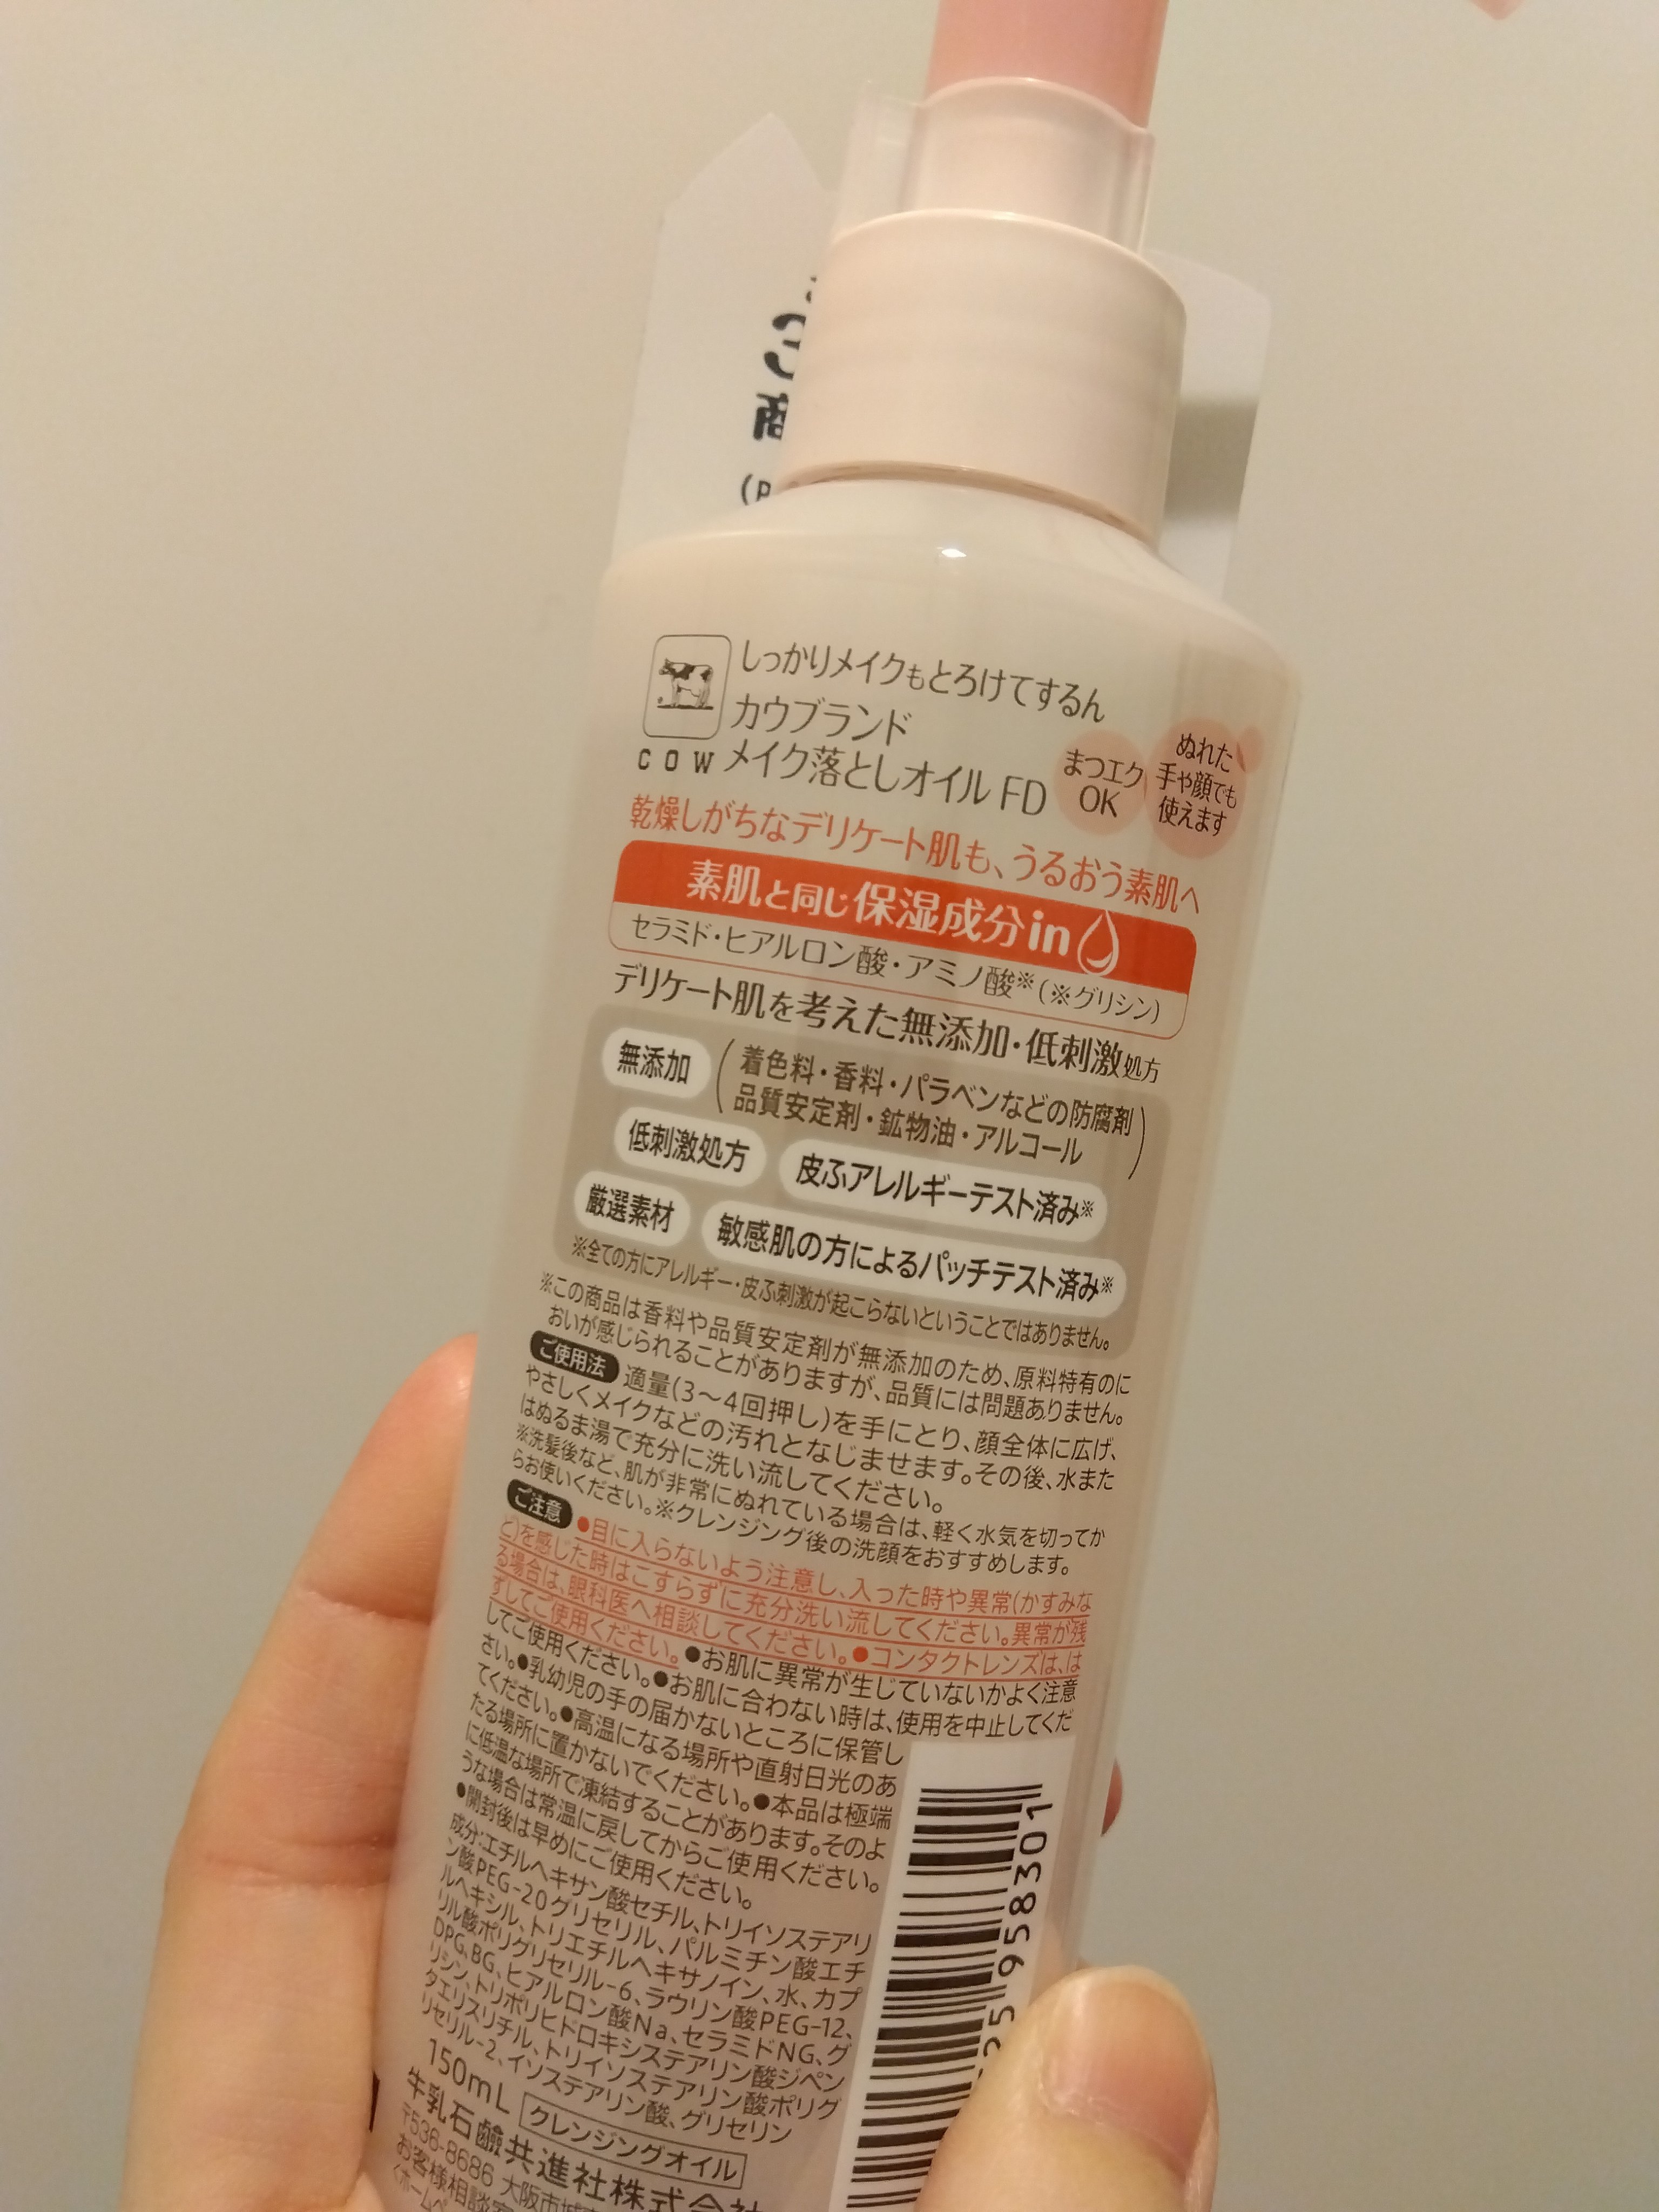 しっかりメイクもとろけてするん
カウブランド
COW メイク落としオイル FD
まつエク
OK
ぬれた
手や顔でも
使えます
乾燥しがちなデリケート肌も、うるおう素肌へ
素肌と同じ保湿成分in
セラミド・ヒアルロン酸・アミノ酸※(※グリシン)
デリケート肌を考えた無添加・低刺激処方
無添加 (着色料・香料・パラベンなどの防腐剤
品質安定剤・鉱物油・アルコール)
低刺激処方 皮ふアレルギーテスト済み※
厳選素材 敏感肌の方によるパッチテスト済み※
※全ての方にアレルギー・皮ふ刺激が起こらないということではありません。
※この商品は香料や品質安定剤が無添加のため、原料特有のに
おいが感じられることがありますが、品質には問題ありません。
ご使用法 適量(3〜4回押し)を手にとり、顔全体に広げ、
やさしくメイクなどの汚れとなじませます。その後、水また
はぬるま湯で充分に洗い流してください。
※洗髪後など、肌が非常にぬれている場合は、軽く水気を切ってか
らお使いください。※クレンジング後の洗顔をおすすめします。
ご注意 ●目に入らないよう注意し、入った時や異常(かすみな
ど)を感じた時はこすらずに充分洗い流してください。異常が残
る場合は、眼科医へ相談してください。●コンタクトレンズは、は
ずしてご使用ください。●お肌に異常が生じていないかよく注意
してご使用ください。●お肌に合わない時は、使用を中止してくだ
さい。●乳幼児の手の届かないところに保管し
てください。●高温になる場所や直射日光のあ
たる場所に置かないでください。●本品は極端
に低温な場所で凍結することがあります。そのよ
うな場合は常温に戻してからご使用ください。
●開封後は早めにご使用ください。
成分:エチルヘキサン酸セチル、トリイソステアリ
ン酸PEG-20グリセリル、パルミチン酸エチ
ルヘキシル、トリエチルヘキサノイン、水、カプ
リル酸ポリグリセリル-6、ラウリン酸PEG-12、
DPG、BG、ヒアルロン酸Na、セラミドNG、グ
リシン、トリポリヒドロキシステアリン酸ジペン
タエリスリチル、トリイソステアリン酸ポリグ
リセリル-2、イソステアリン酸、グリセリン
150mL クレンジングオイル
牛乳石鹼共進社株式会社
〒536-8686 大阪市城
お客様相談室
〈ホームペ
958301